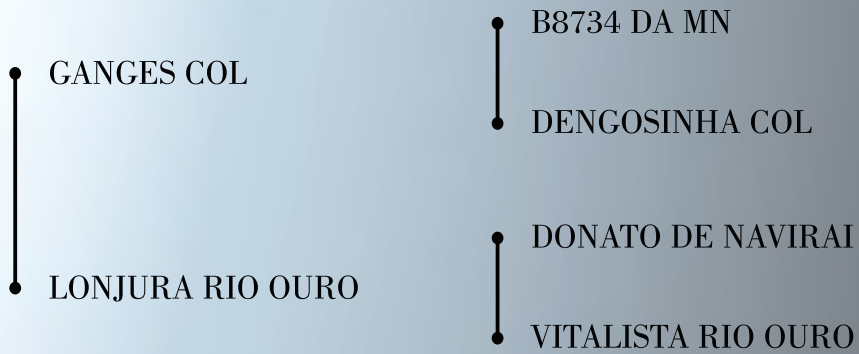 B8734 DA MN
GANGES COL
DENGOSINHA COL
DONATO DE NAVIRAI
LONJURA RIO OURO
VITALISTA RIO OURO